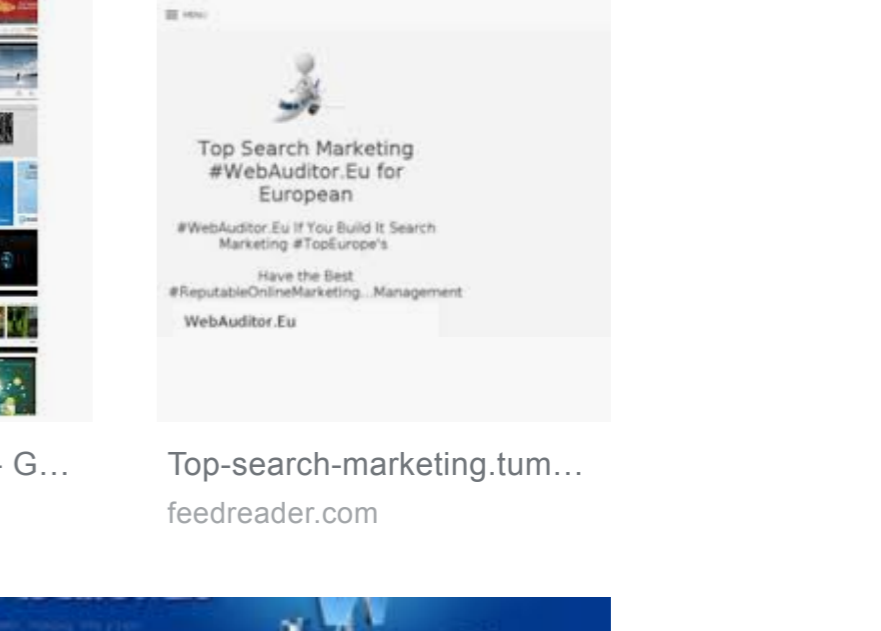 MENU
Top Search Marketing
#WebAuditor.Eu for
European
#WebAuditor.Eu If You Build It Search
Marketing #TopEurope's
Have the Best
#ReputableOnlineMarketing...Management
WebAuditor.Eu
- G...
Top-search-marketing.tum...
feedreader.com